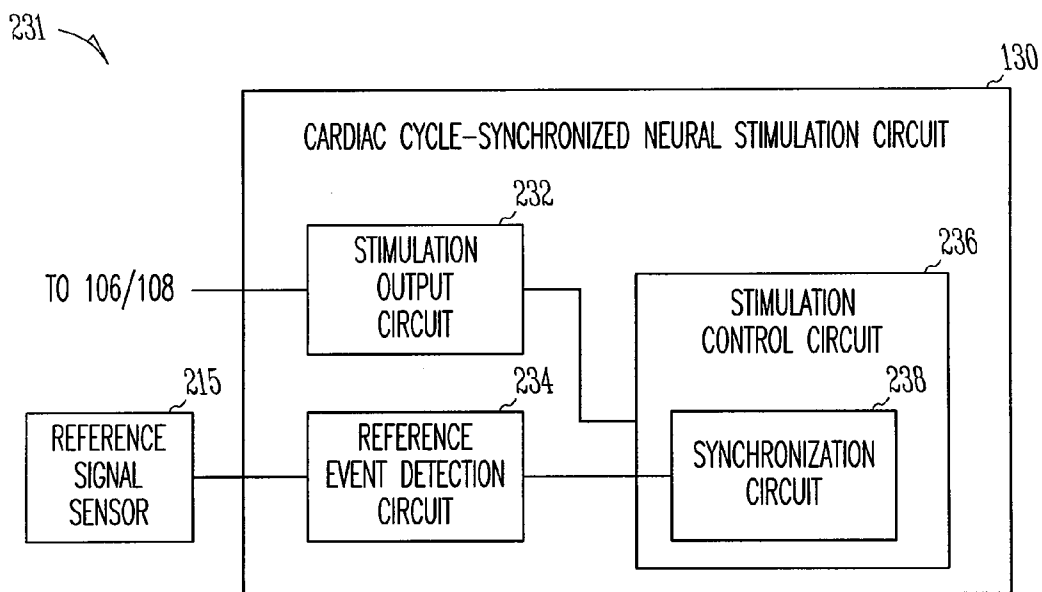 231
130
CARDIAC CYCLE-SYNCHRONIZED NEURAL STIMULATION CIRCUIT
232
STIMULATION
OUTPUT
CIRCUIT
TO 106/108
236
STIMULATION
CONTROL CIRCUIT
215
REFERENCE
SIGNAL
SENSOR
234
REFERENCE
EVENT DETECTION
CIRCUIT
238
SYNCHRONIZATION
CIRCUIT